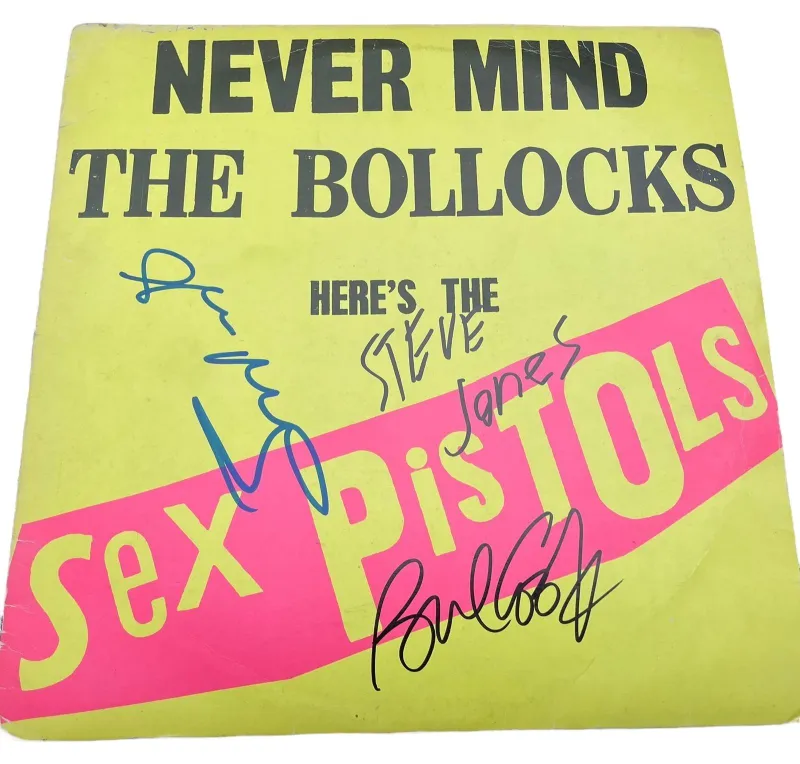 NEVER MIND
THE BOLLOCKS
HERE'S THE
STEVE
Jones
SEX PISTOLS
Paul Cook